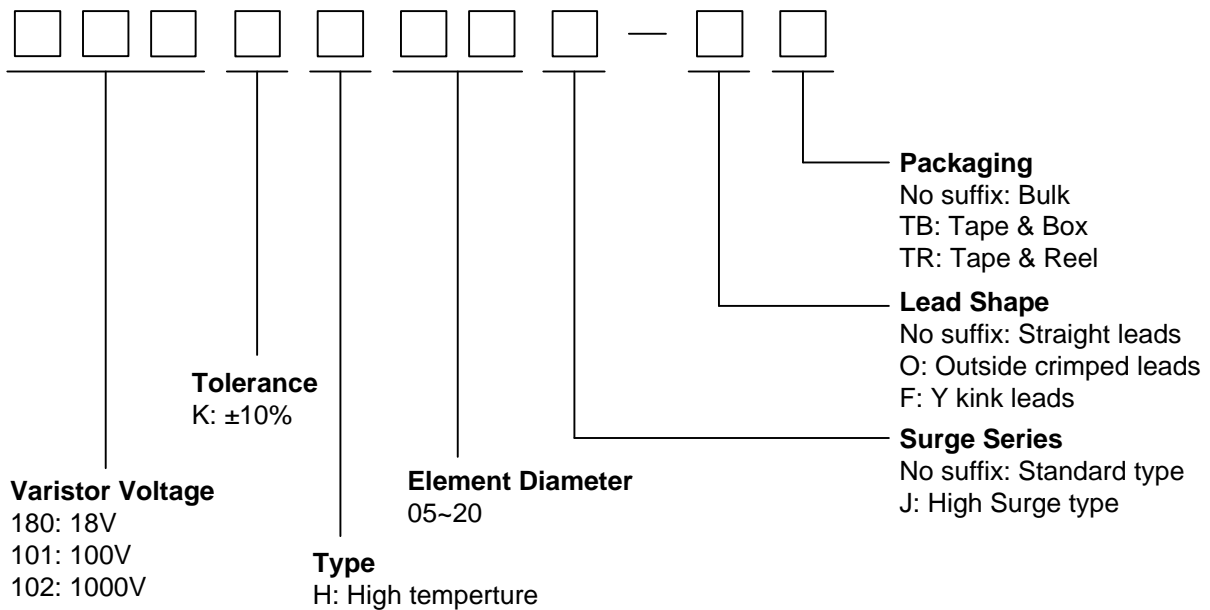 Packaging
No suffix: Bulk
TB: Tape & Box
TR: Tape & Reel
Lead Shape
No suffix: Straight leads
O: Outside crimped leads
F: Y kink leads
Surge Series
No suffix: Standard type
J: High Surge type
Tolerance
K: ±10%
Element Diameter
05~20
Varistor Voltage
180: 18V
101: 100V
102: 1000V
Type
H: High temperture